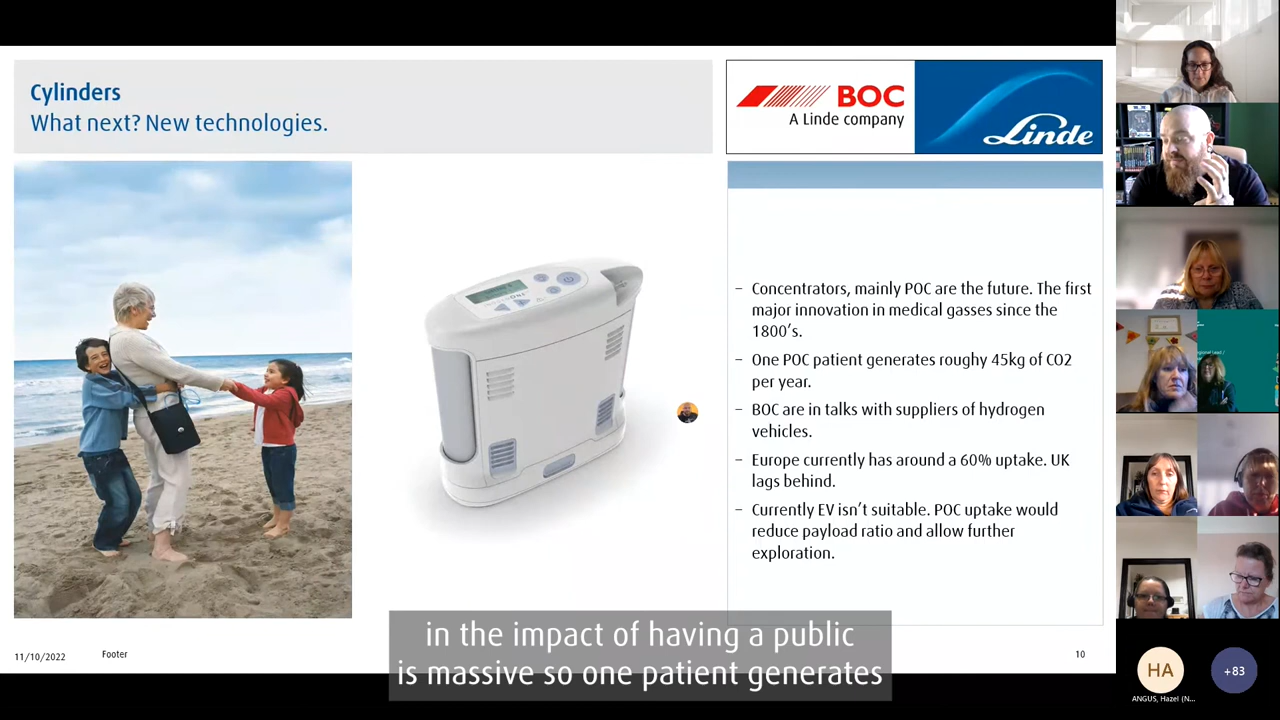 Cylinders
What next? New technologies.
BOC
A Linde company
Linde
– Concentrators, mainly POC are the future. The first
major innovation in medical gasses since the
1800’s.
– One POC patient generates roughy 45kg of CO2
per year.
– BOC are in talks with suppliers of hydrogen
vehicles.
– Europe currently has around a 60% uptake. UK
lags behind.
– Currently EV isn’t suitable. POC uptake would
reduce payload ratio and allow further
exploration.
in the impact of having a public
is massive so one patient generates
11/10/2022
Footer
10
HA
+83
ANGUS, Hazel (N...